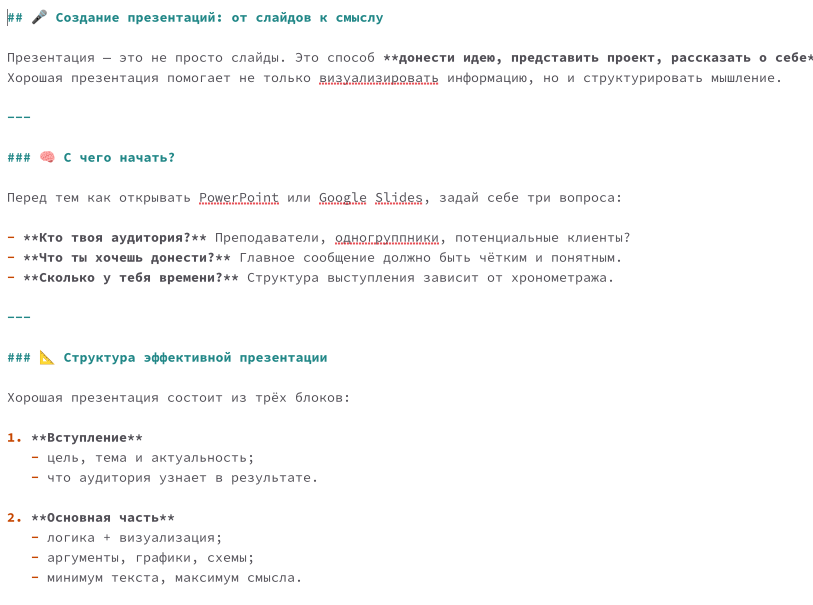 ## 🎤 Создание презентаций: от слайдов к смыслу
Презентация — это не просто слайды. Это способ **донести идею, представить проект, рассказать о себе*
Хорошая презентация помогает не только визуализировать информацию, но и структурировать мышление.
---
### 🧠 С чего начать?
Перед тем как открывать PowerPoint или Google Slides, задай себе три вопроса:
- **Кто твоя аудитория?** Преподаватели, одногруппники, потенциальные клиенты?
- **Что ты хочешь донести?** Главное сообщение должно быть чётким и понятным.
- **Сколько у тебя времени?** Структура выступления зависит от хронометража.
---
### 📐 Структура эффективной презентации
Хорошая презентация состоит из трёх блоков:
1. **Вступление**
- цель, тема и актуальность;
- что аудитория узнает в результате.
2. **Основная часть**
- логика + визуализация;
- аргументы, графики, схемы;
- минимум текста, максимум смысла.